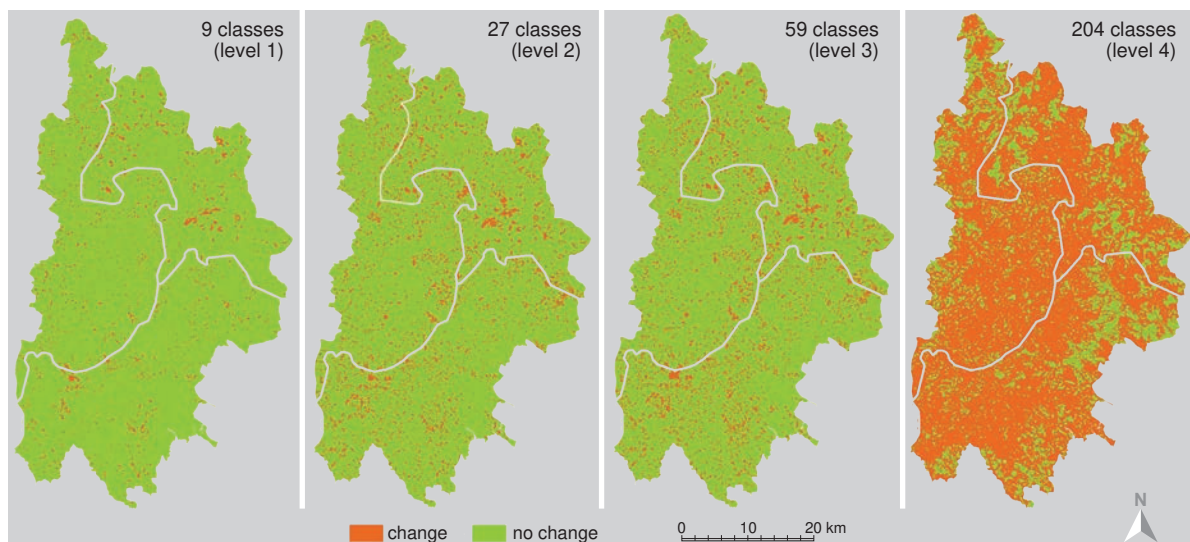 9 classes
(level 1)
27 classes
(level 2)
59 classes
(level 3)
204 classes
(level 4)
change
no change
0 10 20 km
N